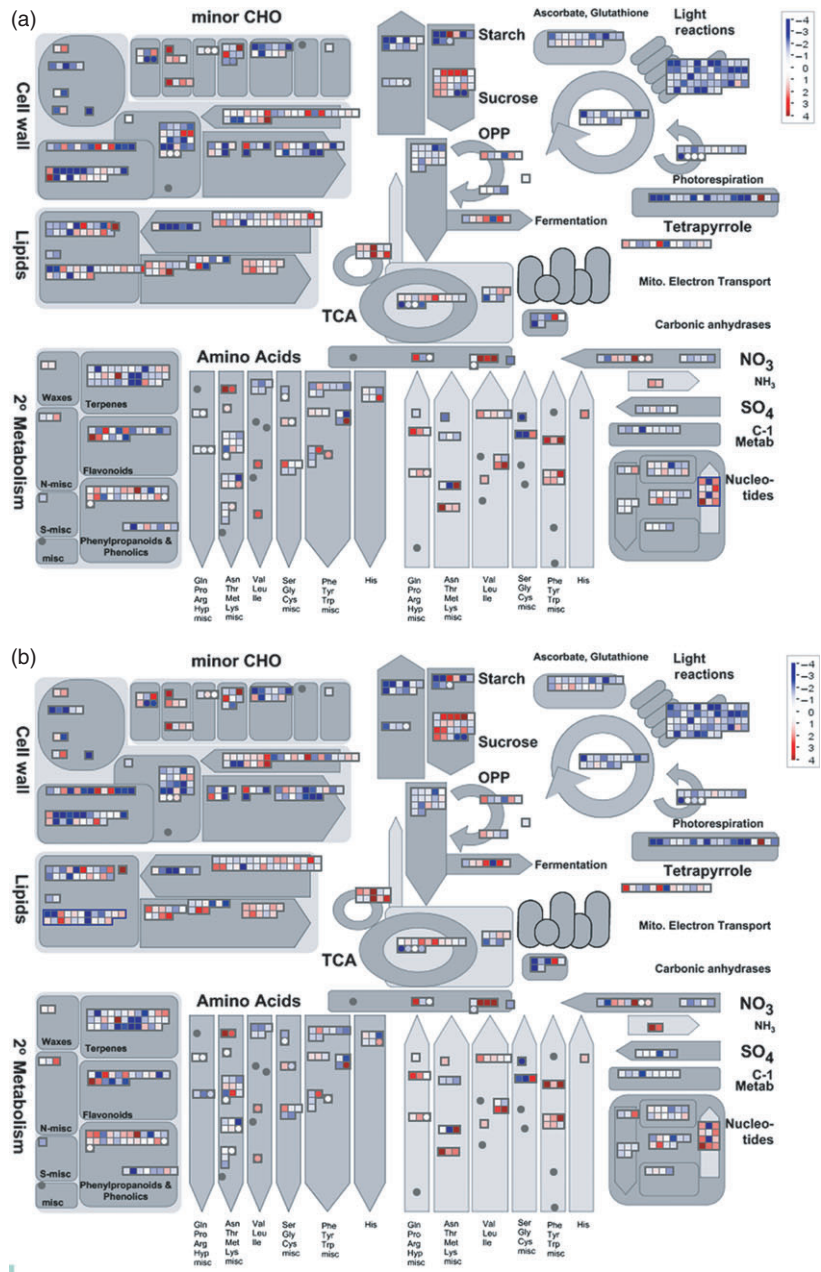 (a)
minor CHO
Ascorbate, Glutathione
Light
reactions
-4
-3
-2
-1
0
1
2
3
4
Starch
Sucrose
Cell wall
OPP
Photorespiration
Lipids
Fermentation
Tetrapyrrole
Mito. Electron Transport
TCA
Carbonic anhydrases
Amino Acids
NO3
NH3
SO4
C-1
Metab
Nucleo-
tides
2º Metabolism
Waxes
Terpenes
N-misc
Flavonoids
S-misc
misc
Phenylpropanoids &
Phenolics
Gln
Pro
Arg
Hyp
misc
Asn
Thr
Met
Lys
misc
Val
Leu
Ile
Ser
Gly
Cys
misc
Phe
Tyr
Trp
misc
His
Gln
Pro
Arg
Hyp
misc
Asn
Thr
Met
Lys
misc
Val
Leu
Ile
Ser
Gly
Cys
misc
Phe
Tyr
Trp
misc
His
(b)
minor CHO
Ascorbate, Glutathione
Light
reactions
-4
-3
-2
-1
0
1
2
3
4
Starch
Sucrose
Cell wall
OPP
Photorespiration
Lipids
Fermentation
Tetrapyrrole
Mito. Electron Transport
TCA
Carbonic anhydrases
Amino Acids
NO3
NH3
SO4
C-1
Metab
Nucleo-
tides
2º Metabolism
Waxes
Terpenes
N-misc
Flavonoids
S-misc
misc
Phenylpropanoids &
Phenolics
Gln
Pro
Arg
Hyp
misc
Asn
Thr
Met
Lys
misc
Val
Leu
Ile
Ser
Gly
Cys
misc
Phe
Tyr
Trp
misc
His
Gln
Pro
Arg
Hyp
misc
Asn
Thr
Met
Lys
misc
Val
Leu
Ile
Ser
Gly
Cys
misc
Phe
Tyr
Trp
misc
His